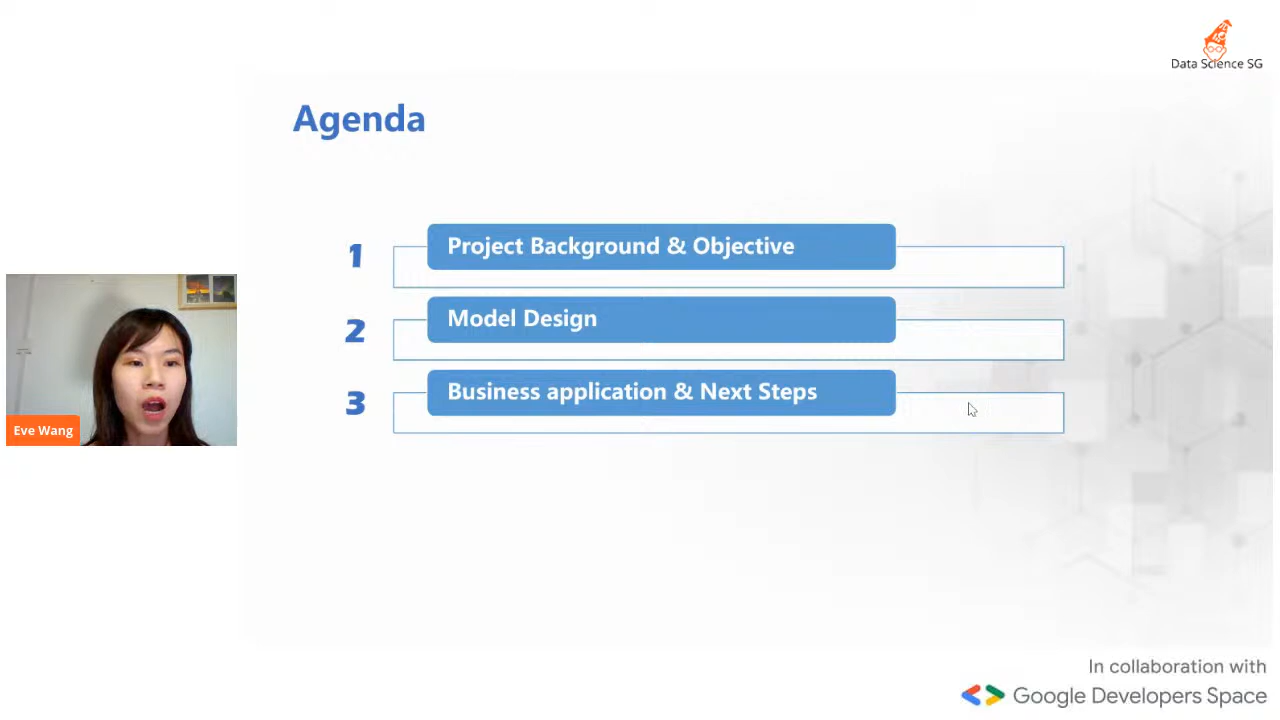 Data Science SG
Agenda
1 Project Background & Objective
2 Model Design
3 Business application & Next Steps
Eve Wang
In collaboration with
Google Developers Space